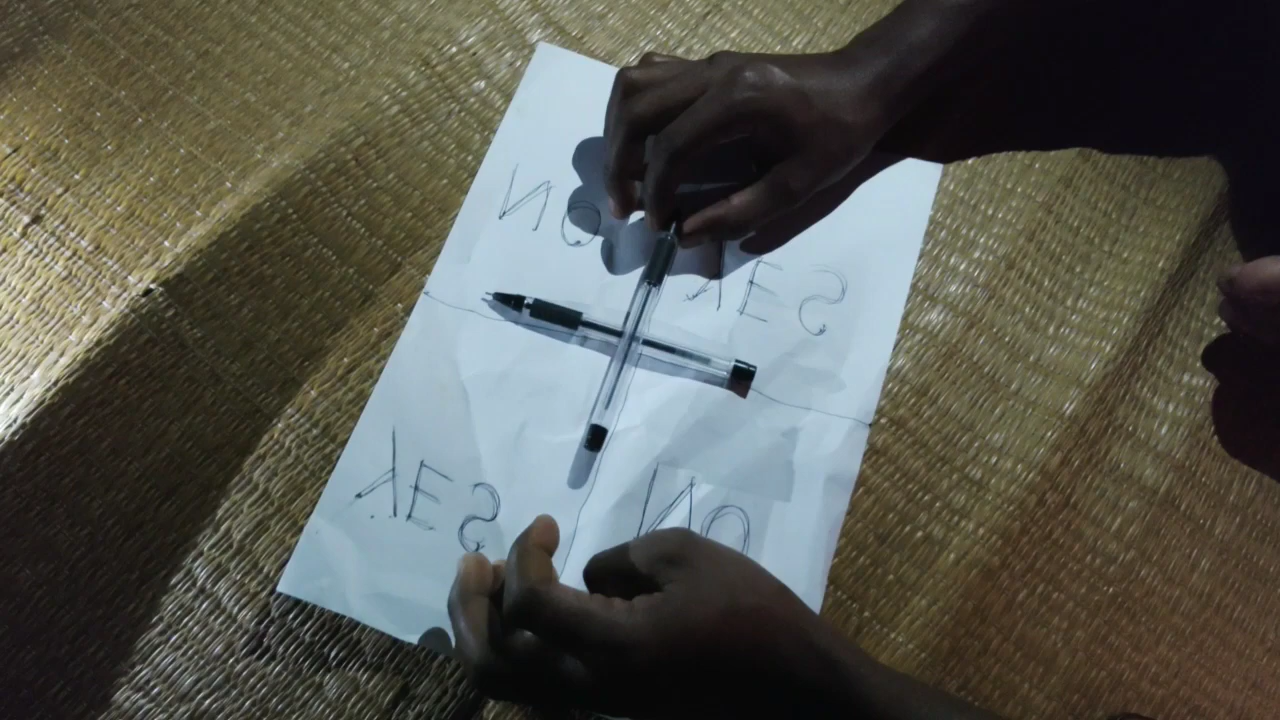 NO YES
YES NO